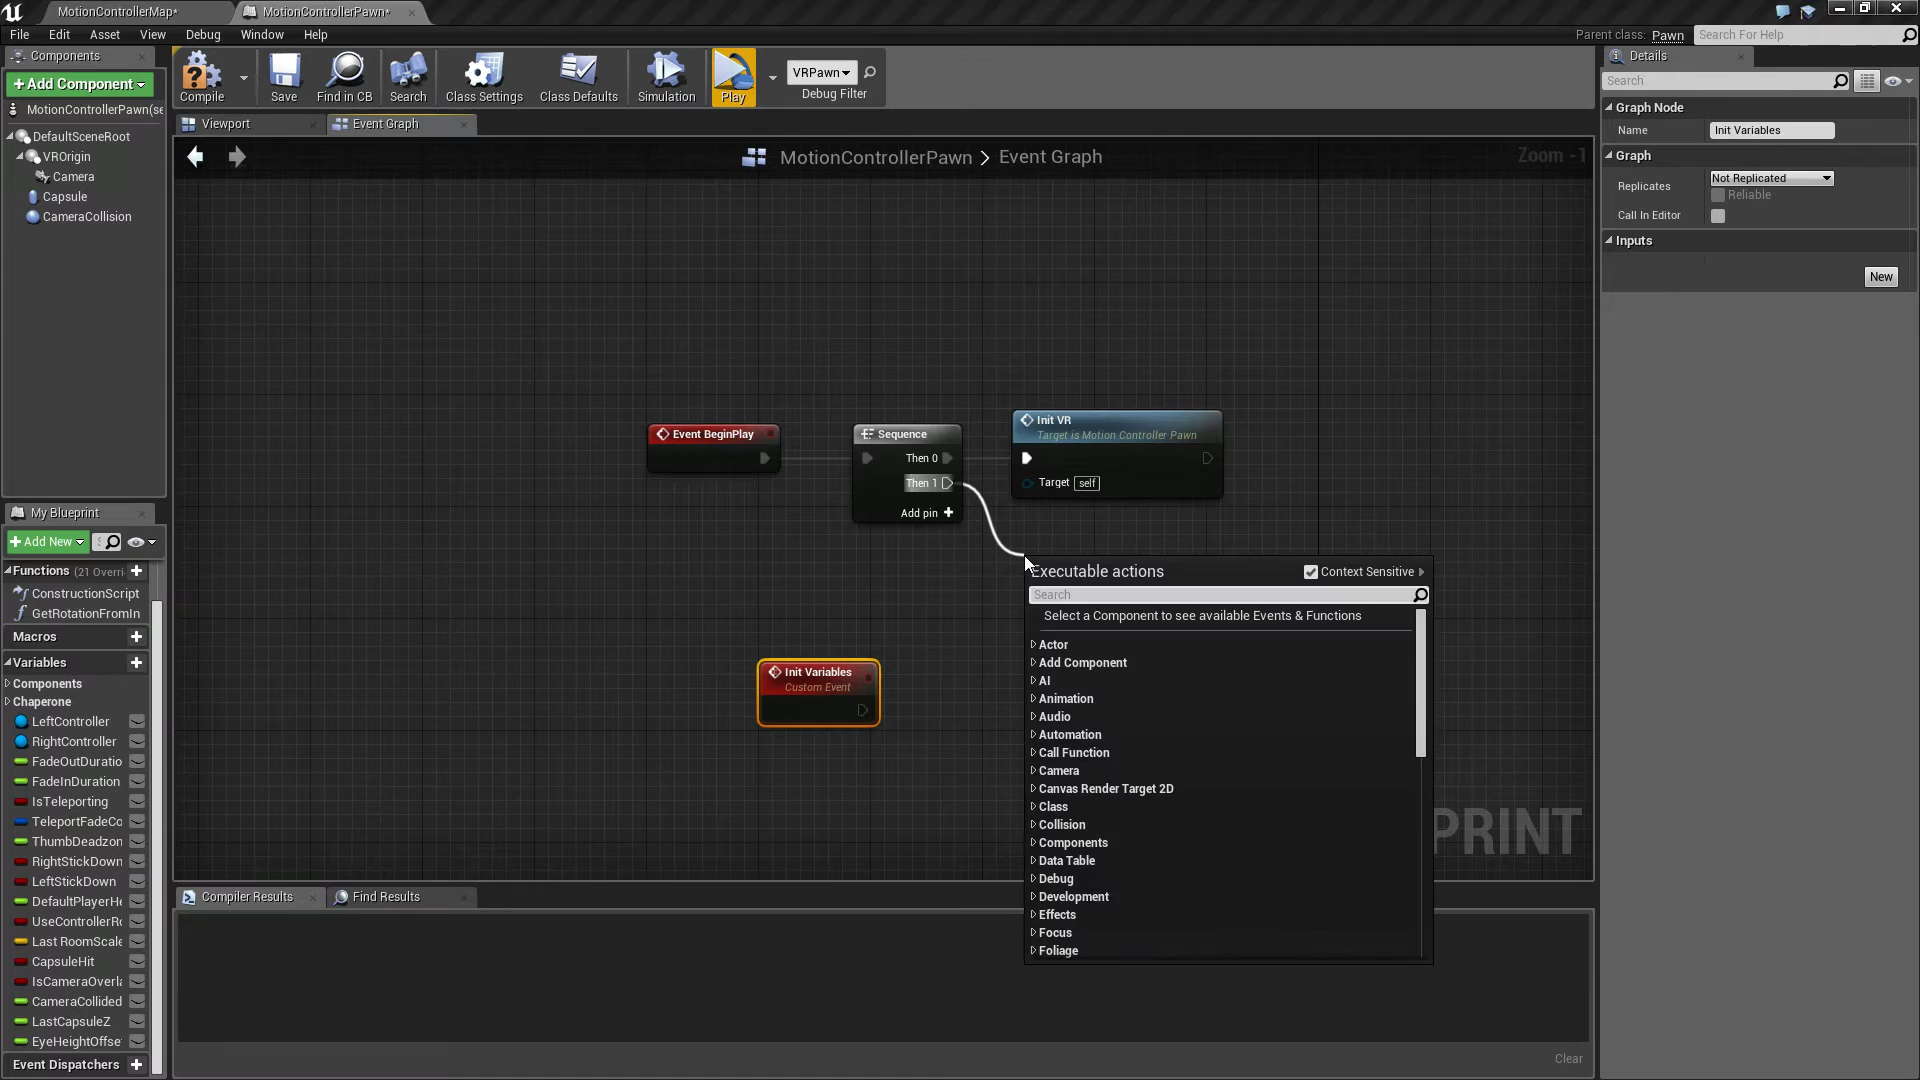 MotionControllerMap*
MotionControllerPawn*
File Edit Asset View Debug Window Help
Parent class: Pawn
Search For Help
Components
+Add Component
MotionControllerPawn(se
DefaultSceneRoot
VROrigin
Camera
Capsule
CameraCollision
Compile
Save
Find in CB
Search
Class Settings
Class Defaults
Simulation
Play
VRPawn
Debug Filter
Viewport
Event Graph
MotionControllerPawn > Event Graph
Zoom -1
Event BeginPlay
Sequence
Then 0
Then 1
Add pin +
Init VR
Target is Motion Controller Pawn
Target self
Init Variables
Custom Event
Executable actions
Context Sensitive
Search
Select a Component to see available Events & Functions
Actor
Add Component
AI
Animation
Audio
Automation
Call Function
Camera
Canvas Render Target 2D
Class
Collision
Components
Data Table
Debug
Development
Effects
Focus
Foliage
PRINT
My Blueprint
+Add New
Functions (21 Overri
ConstructionScript
GetRotationFromIn
Macros
Variables
Components
Chaperone
LeftController
RightController
FadeOutDuratio
FadeInDuration
IsTeleporting
TeleportFadeCo
ThumbDeadzon
RightStickDown
LeftStickDown
DefaultPlayerHe
UseControllerRo
Last RoomScale
CapsuleHit
IsCameraOverla
CameraCollided
LastCapsuleZ
EyeHeightOffse
Event Dispatchers
Compiler Results
Find Results
Clear
Details
Search
Graph Node
Name
Init Variables
Graph
Replicates
Not Replicated
Reliable
Call In Editor
Inputs
New